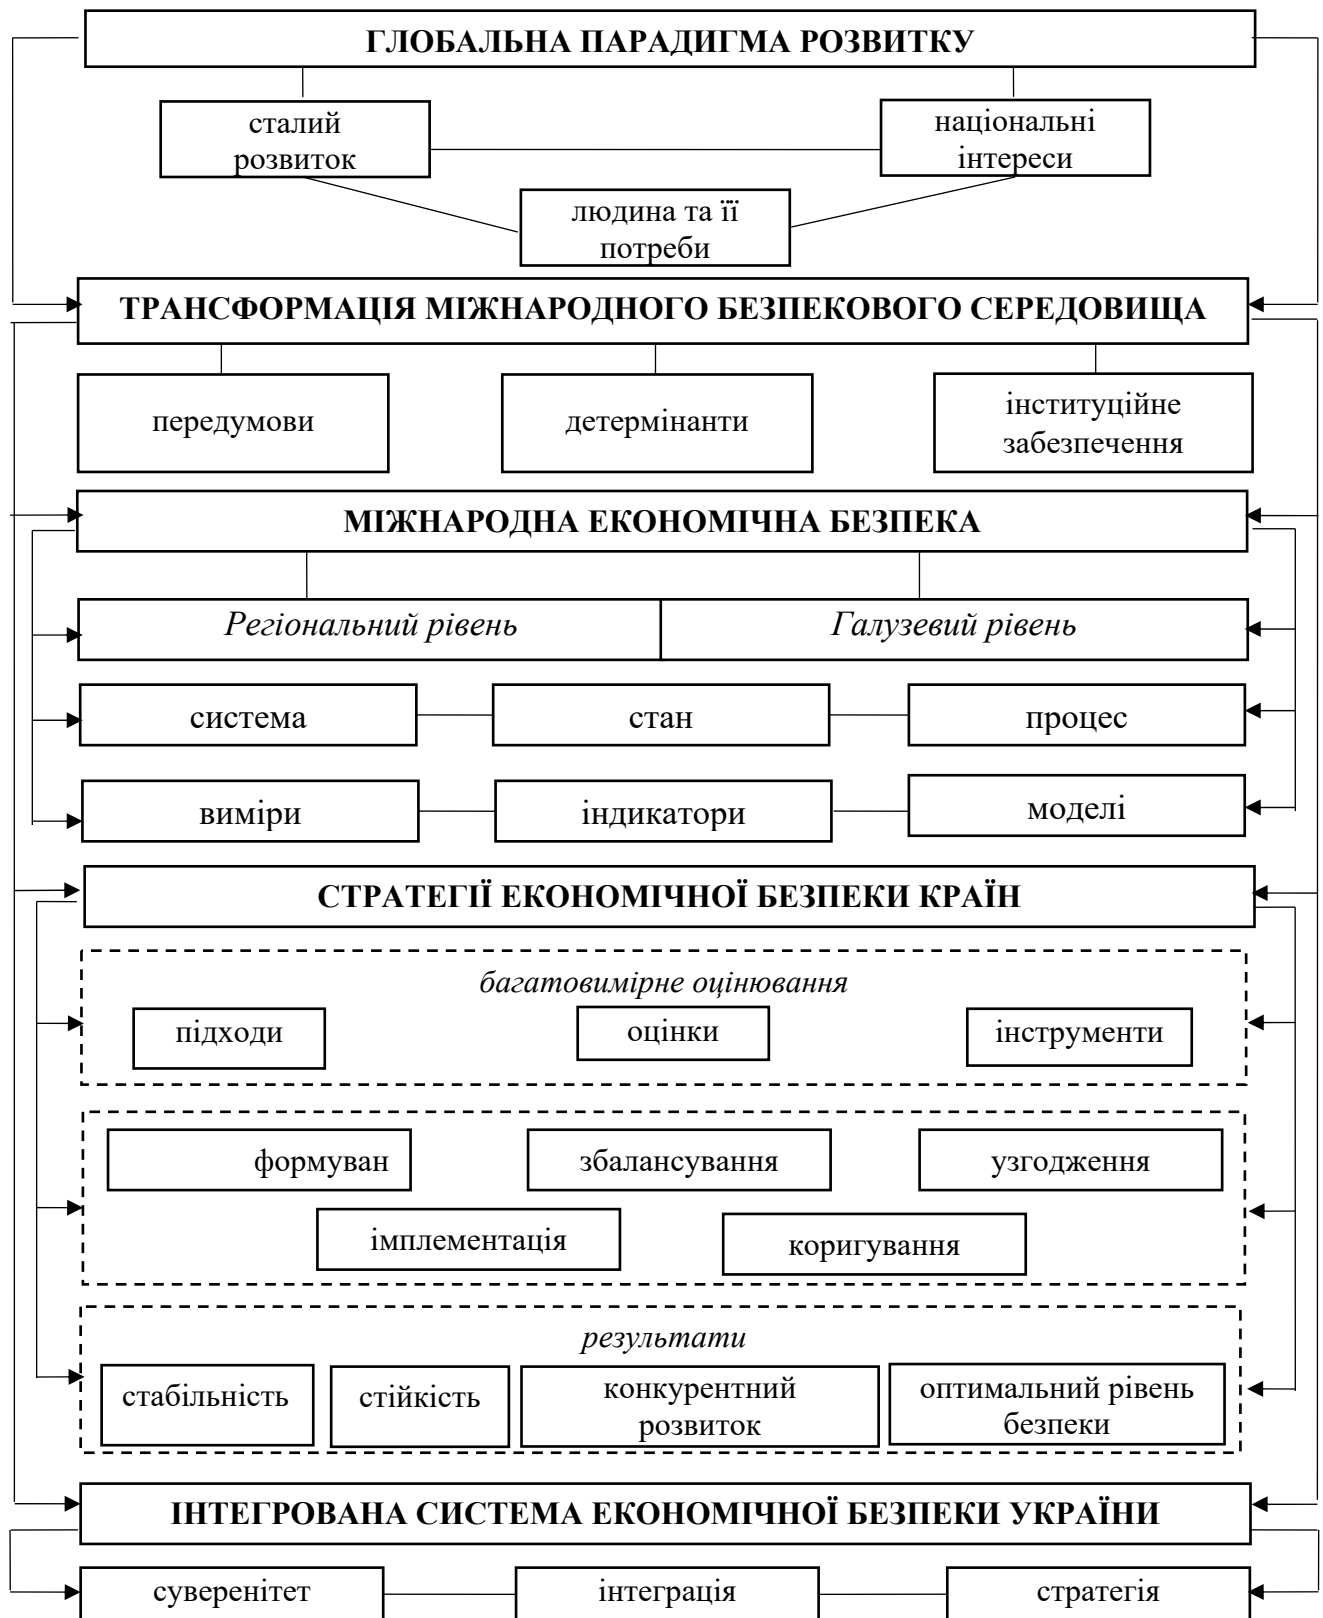 ГЛОБАЛЬНА ПАРАДИГМА РОЗВИТКУ
сталий
розвиток
національні
інтереси
людина та її
потреби
ТРАНСФОРМАЦІЯ МІЖНАРОДНОГО БЕЗПЕКОВОГО СЕРЕДОВИЩА
передумови
детермінанти
інституційне
забезпечення
МІЖНАРОДНА ЕКОНОМІЧНА БЕЗПЕКА
Регіональний рівень
Галузевий рівень
система
стан
процес
виміри
індикатори
моделі
СТРАТЕГІЇ ЕКОНОМІЧНОЇ БЕЗПЕКИ КРАЇН
багатовимірне оцінювання
підходи
оцінки
інструменти
формуван
збалансування
узгодження
імплементація
коригування
результати
стабільність
стійкість
конкурентний
розвиток
оптимальний рівень
безпеки
ІНТЕГРОВАНА СИСТЕМА ЕКОНОМІЧНОЇ БЕЗПЕКИ УКРАЇНИ
суверенітет
інтеграція
стратегія